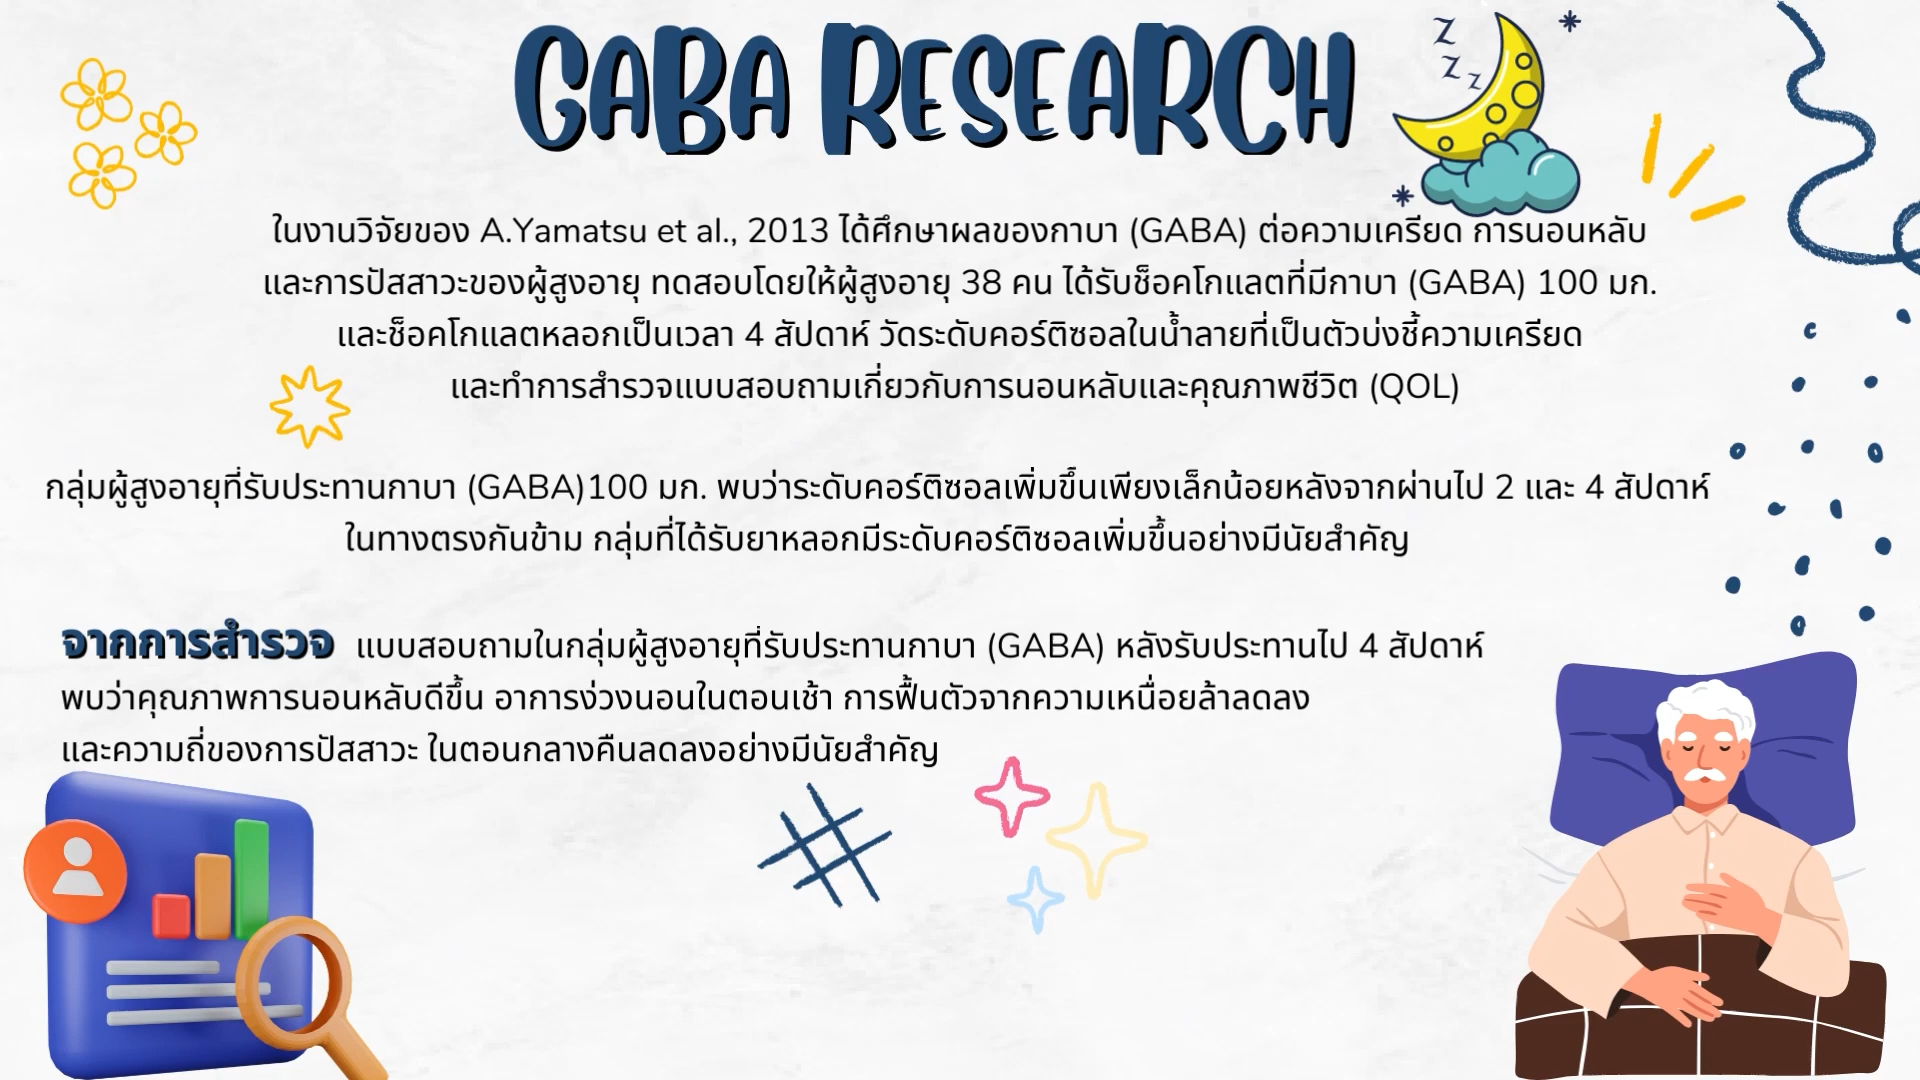 GABA RESEARCH
Z
Z
Z
ในงานวิจัยของ A.Yamatsu et al., 2013 ได้ศึกษาผลของกาบา (GABA) ต่อความเครียด การนอนหลับ
และการปัสสาวะของผู้สูงอายุ ทดสอบโดยให้ผู้สูงอายุ 38 คน ได้รับช็อคโกแลตที่มีกาบา (GABA) 100 มก.
และช็อคโกแลตหลอกเป็นเวลา 4 สัปดาห์ วัดระดับคอร์ติซอลในน้ำลายที่เป็นตัวบ่งชี้ความเครียด
และทำการสำรวจแบบสอบถามเกี่ยวกับการนอนหลับและคุณภาพชีวิต (QOL)
กลุ่มผู้สูงอายุที่รับประทานกาบา (GABA)100 มก. พบว่าระดับคอร์ติซอลเพิ่มขึ้นเพียงเล็กน้อยหลังจากผ่านไป 2 และ 4 สัปดาห์
ในทางตรงกันข้าม กลุ่มที่ได้รับยาหลอกมีระดับคอร์ติซอลเพิ่มขึ้นอย่างมีนัยสำคัญ
จากการสำรวจ แบบสอบถามในกลุ่มผู้สูงอายุที่รับประทานกาบา (GABA) หลังรับประทานไป 4 สัปดาห์
พบว่าคุณภาพการนอนหลับดีขึ้น อาการง่วงนอนในตอนเช้า การฟื้นตัวจากความเหนื่อยล้าลดลง
และความถี่ของการปัสสาวะ ในตอนกลางคืนลดลงอย่างมีนัยสำคัญ